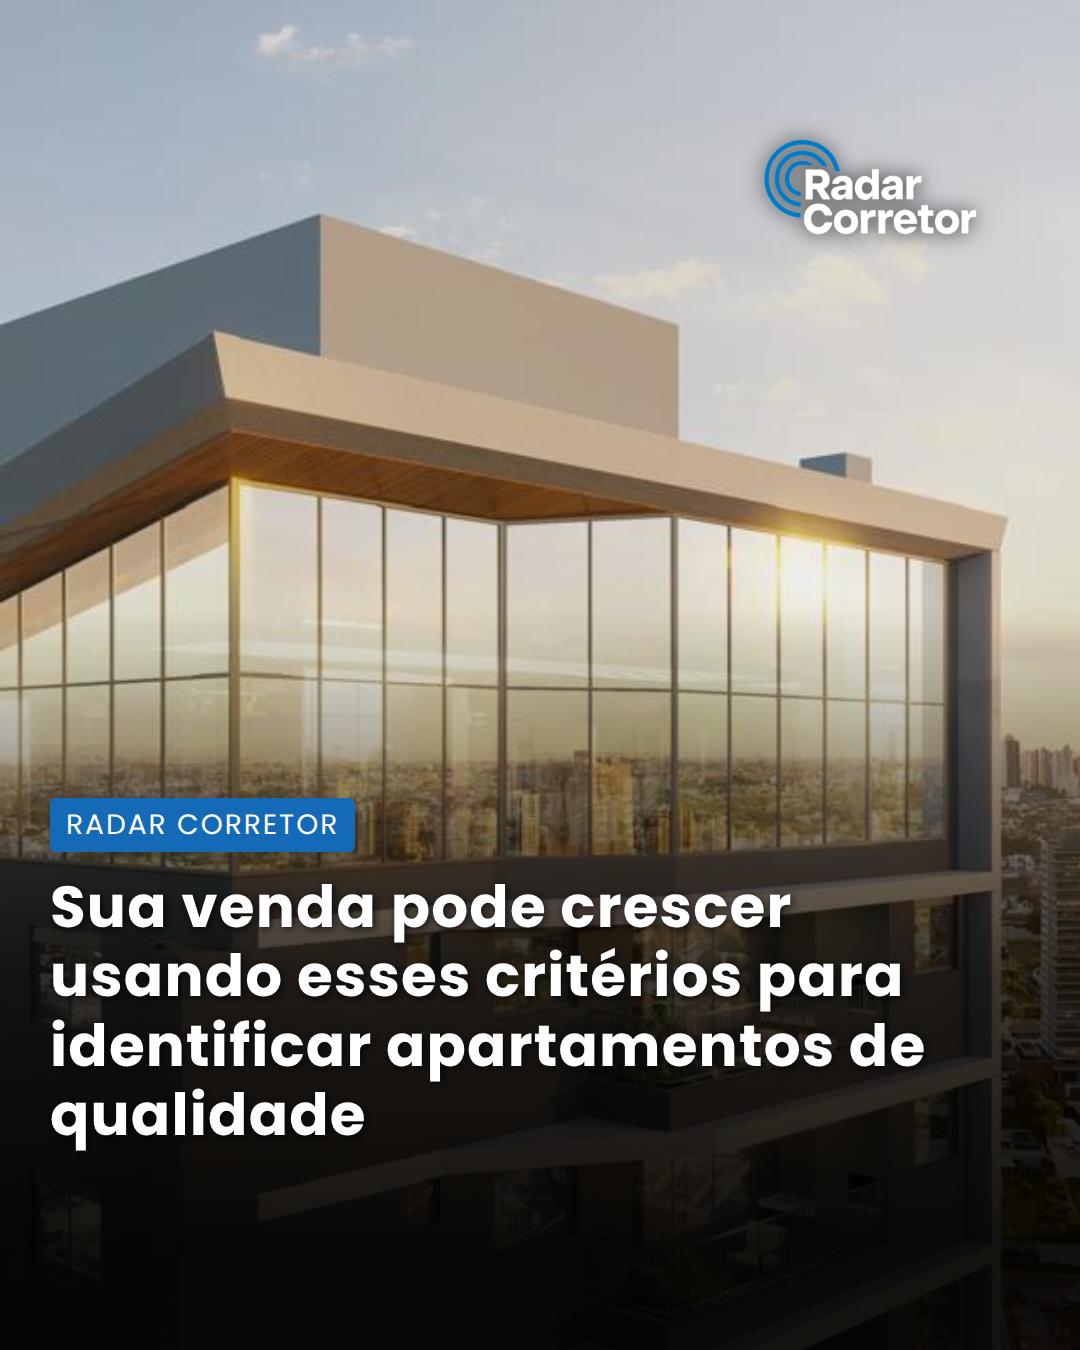 Radar
Corretor
RADAR CORRETOR
Sua venda pode crescer
usando esses critérios para
identificar apartamentos de
qualidade